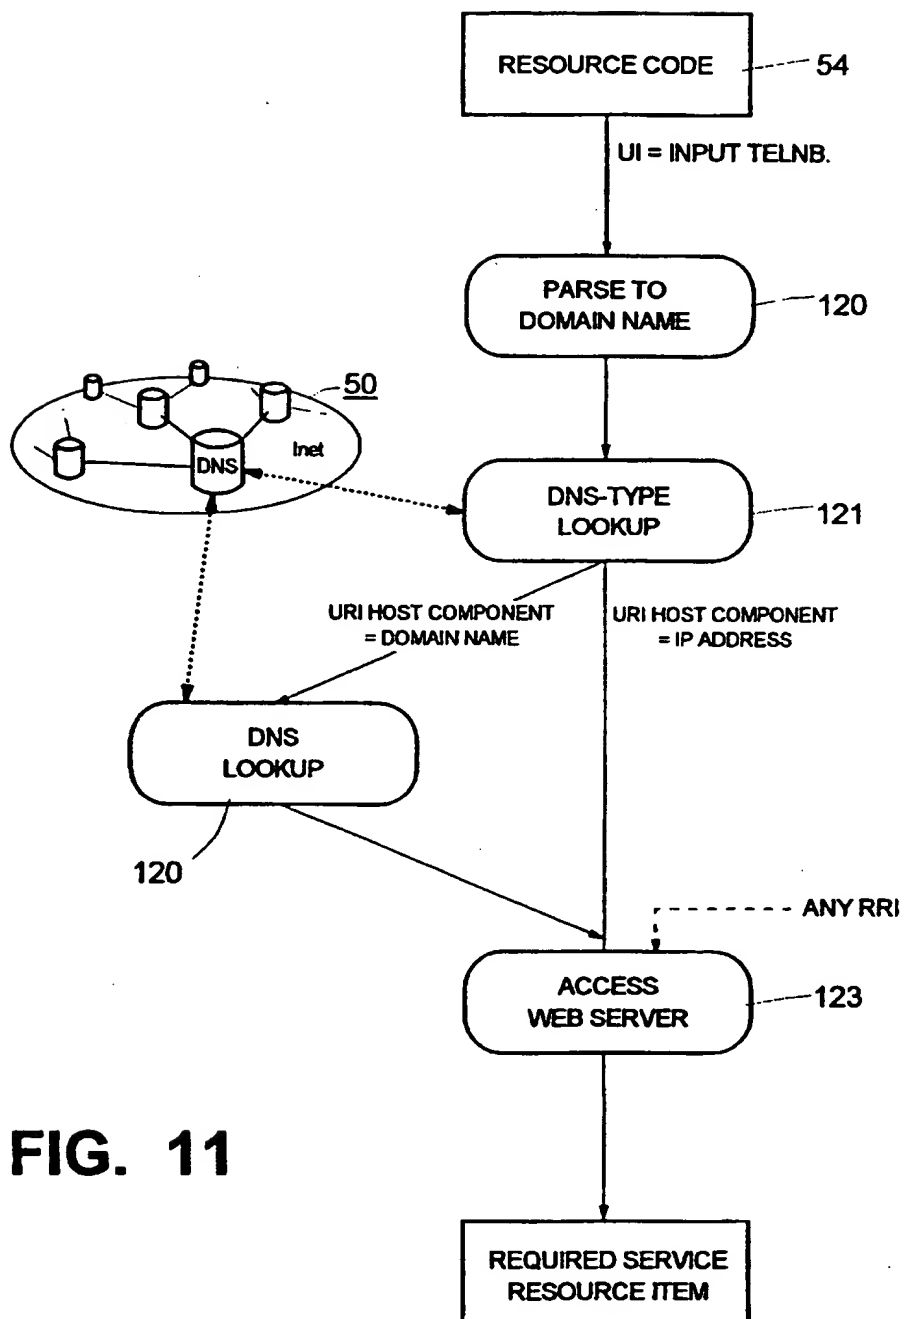 RESOURCE CODE
54
UI = INPUT TELNB.
PARSE TO
DOMAIN NAME
120
50
Inet
DNS
DNS-TYPE
LOOKUP
121
URI HOST COMPONENT
= DOMAIN NAME
URI HOST COMPONENT
= IP ADDRESS
DNS
LOOKUP
120
ANY RRI
ACCESS
WEB SERVER
123
FIG. 11
REQUIRED SERVICE
RESOURCE ITEM